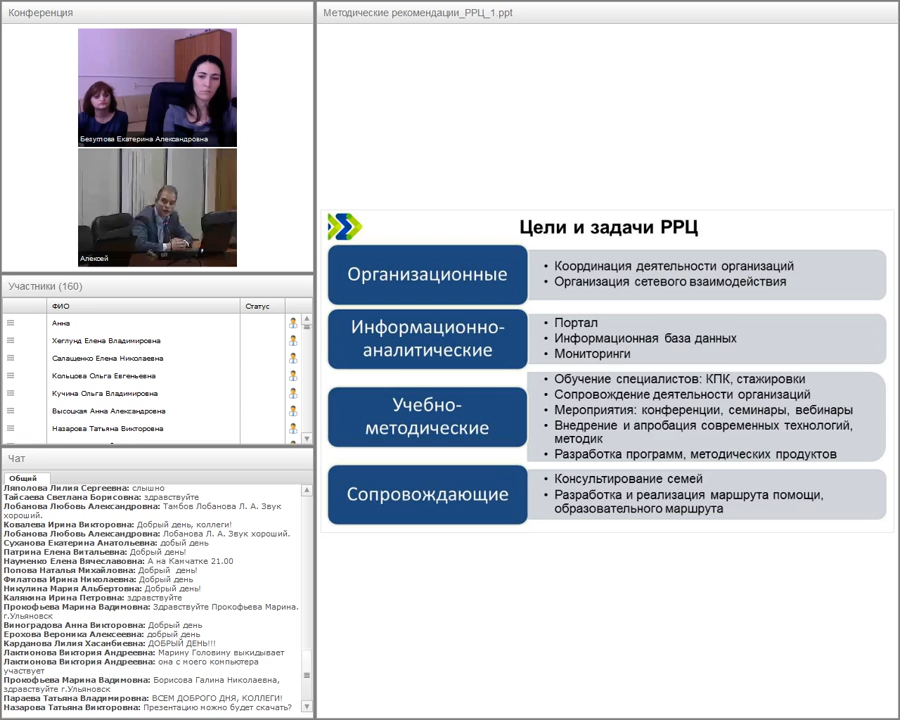 Конференция
Безуглова Екатерина Александровна
Алексей
Участники (160)
ФИО
Статус
Анна
Хеглунд Елена Владимировна
Салащенко Елена Николаевна
Кольцова Ольга Евгеньевна
Кучина Ольга Владимировна
Высоцкая Анна Александровна
Назарова Татьяна Викторовна
Чат
Общий
Ляполова Лилия Сергеевна: слышно
Тайсаева Светлана Борисовна: здравствуйте
Лобанова Любовь Александровна: Тамбов Лобанова Л. А. Звук
хороший.
Ковалева Ирина Викторовна: Добрый день, коллеги!
Лобанова Любовь Александровна: Лобанова Л. А. Звук хороший.
Суханова Екатерина Анатольевна: добый день
Патрина Елена Витальевна: Добрый день!
Науменко Елена Вячеславовна: А на Камчатке 21.00
Попова Наталья Михайловна: Добрый день!
Филатова Ирина Николаевна: Добрый день
Никулина Мария Альбертовна: Добрый день!
Калякина Ирина Петровна: здравствуйте
Прокофьева Марина Вадимовна: Здравствуйте Прокофьева Марина.
г.Ульяновск
Виноградова Анна Викторовна: Добрый день
Ерохова Вероника Алексеевна: добрый день
Карданова Лилия Хасанбиевна: ДОБРЫЙ ДЕНЬ!!!
Лактионова Виктория Андреевна: Марину Головину выкидывает
Лактионова Виктория Андреевна: она с моего компьютера
участвует
Прокофьева Марина Вадимовна: Борисова Галина Николаевна,
здравствуйте г.Ульяновск
Параева Татьяна Владимировна: ВСЕМ ДОБРОГО ДНЯ, КОЛЛЕГИ!
Назарова Татьяна Викторовна: Презентацию можно будет скачать?
Методические рекомендации_РРЦ_1.ppt
Цели и задачи РРЦ
Организационные
• Координация деятельности организаций
• Организация сетевого взаимодействия
Информационно-
аналитические
• Портал
• Информационная база данных
• Мониторинги
Учебно-
методические
• Обучение специалистов: КПК, стажировки
• Сопровождение деятельности организаций
• Мероприятия: конференции, семинары, вебинары
• Внедрение и апробация современных технологий,
методик
• Разработка программ, методических продуктов
Сопровождающие
• Консультирование семей
• Разработка и реализация маршрута помощи,
образовательного маршрута